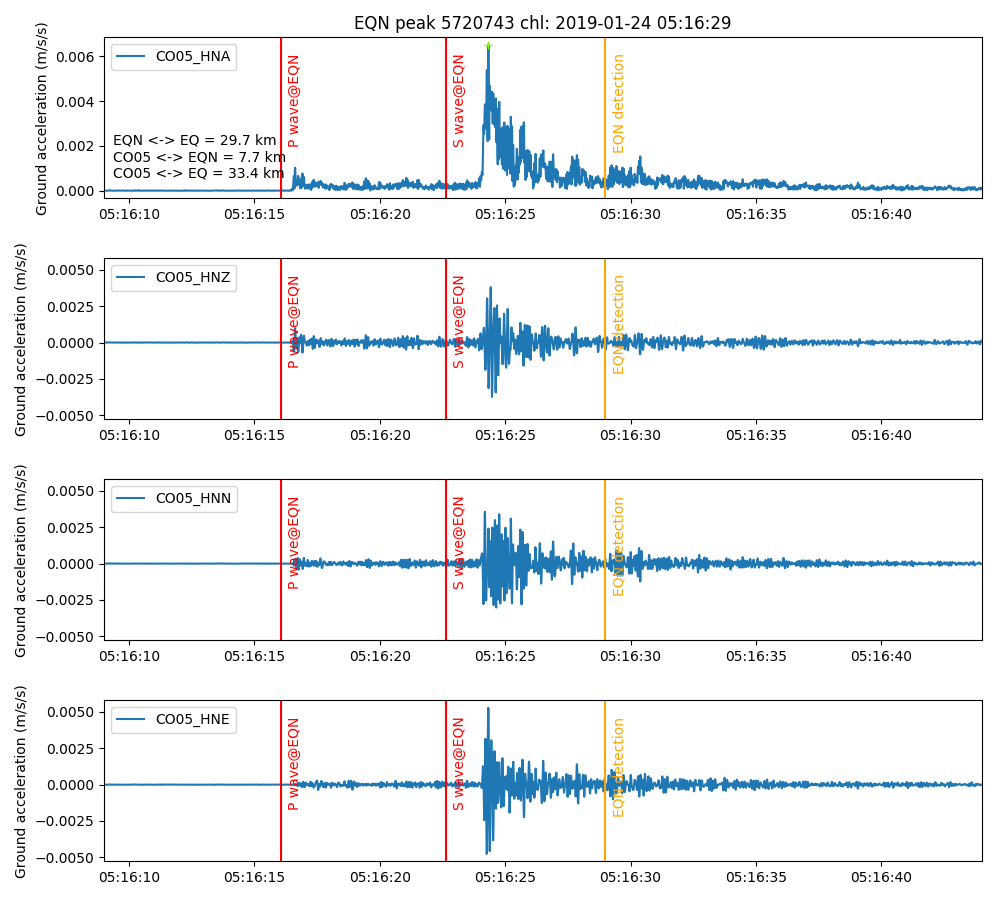 EQN peak 5720743 chl: 2019-01-24 05:16:29
Ground acceleration (m/s/s)
0.006
0.004
0.002
0.000
CO05_HNA
P wave@EQN
S wave@EQN
EQN detection
EQN <-> EQ = 29.7 km
CO05 <-> EQN = 7.7 km
CO05 <-> EQ = 33.4 km
05:16:10 05:16:15 05:16:20 05:16:25 05:16:30 05:16:35 05:16:40
Ground acceleration (m/s/s)
0.0050
0.0025
0.0000
−0.0025
−0.0050
CO05_HNZ
P wave@EQN
S wave@EQN
EQN detection
05:16:10 05:16:15 05:16:20 05:16:25 05:16:30 05:16:35 05:16:40
Ground acceleration (m/s/s)
0.0050
0.0025
0.0000
−0.0025
−0.0050
CO05_HNN
P wave@EQN
S wave@EQN
EQN detection
05:16:10 05:16:15 05:16:20 05:16:25 05:16:30 05:16:35 05:16:40
Ground acceleration (m/s/s)
0.0050
0.0025
0.0000
−0.0025
−0.0050
CO05_HNE
P wave@EQN
S wave@EQN
EQN detection
05:16:10 05:16:15 05:16:20 05:16:25 05:16:30 05:16:35 05:16:40